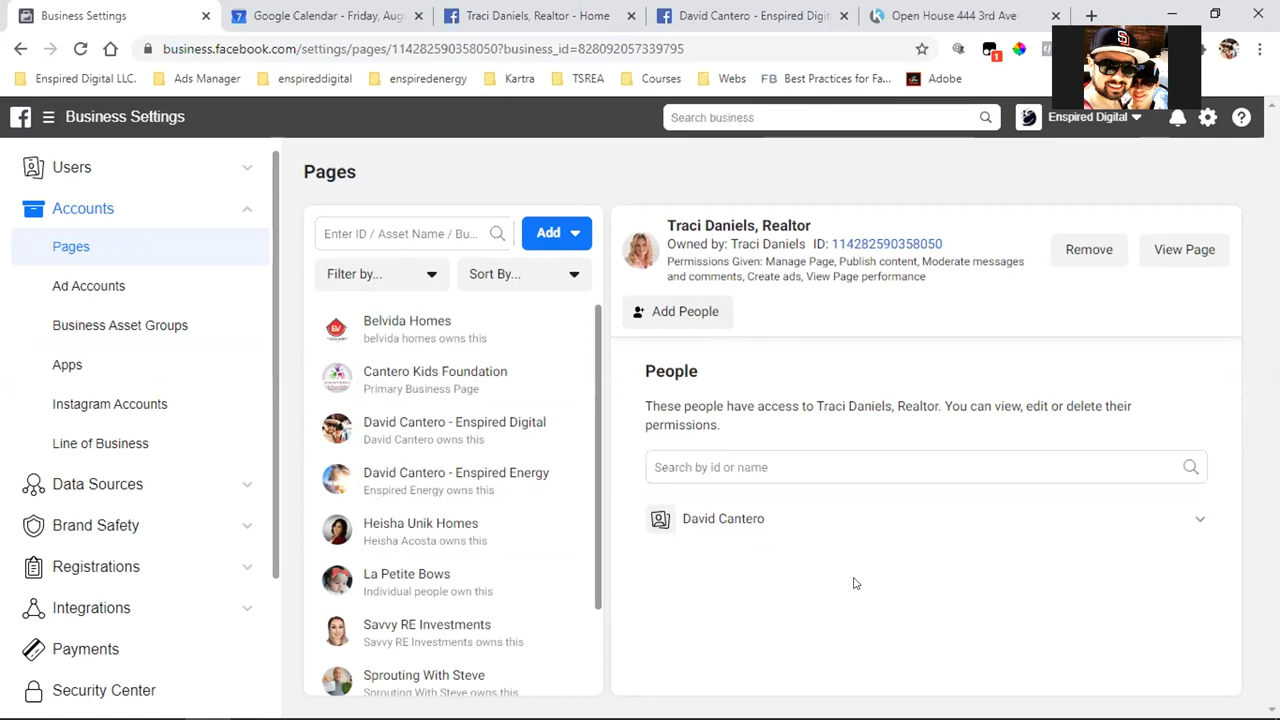 Business Settings
Google Calendar - Friday, Aug
Traci Daniels, Realtor - Home
David Cantero - Enspired Digit
Open House 444 3rd Ave
business.facebook.com/settings/pages/114282590358050?business_id=828092057339795
1
Enspired Digital LLC.
Ads Manager
enspireddigital
enspiredenergy
Kartra
TSREA
Courses
Webs
FB Best Practices for Fa...
Adobe
Business Settings
Search business
Enspired Digital
Users
Accounts
Pages
Ad Accounts
Business Asset Groups
Apps
Instagram Accounts
Line of Business
Data Sources
Brand Safety
Registrations
Integrations
Payments
Security Center
Pages
Enter ID / Asset Name / Bu...
Add
Filter by...
Sort By...
Belvida Homes
belvida homes owns this
Cantero Kids Foundation
Primary Business Page
David Cantero - Enspired Digital
David Cantero owns this
David Cantero - Enspired Energy
Enspired Energy owns this
Heisha Unik Homes
Heisha Acosta owns this
La Petite Bows
Individual people own this
Savvy RE Investments
Savvy RE Investments owns this
Sprouting With Steve
Sprouting With Steve owns this
Traci Daniels, Realtor
Owned by: Traci Daniels ID: 114282590358050
Permissions Given: Manage Page, Publish content, Moderate messages
and comments, Create ads, View Page performance
Remove
View Page
Add People
People
These people have access to Traci Daniels, Realtor. You can view, edit or delete their
permissions.
Search by id or name
David Cantero